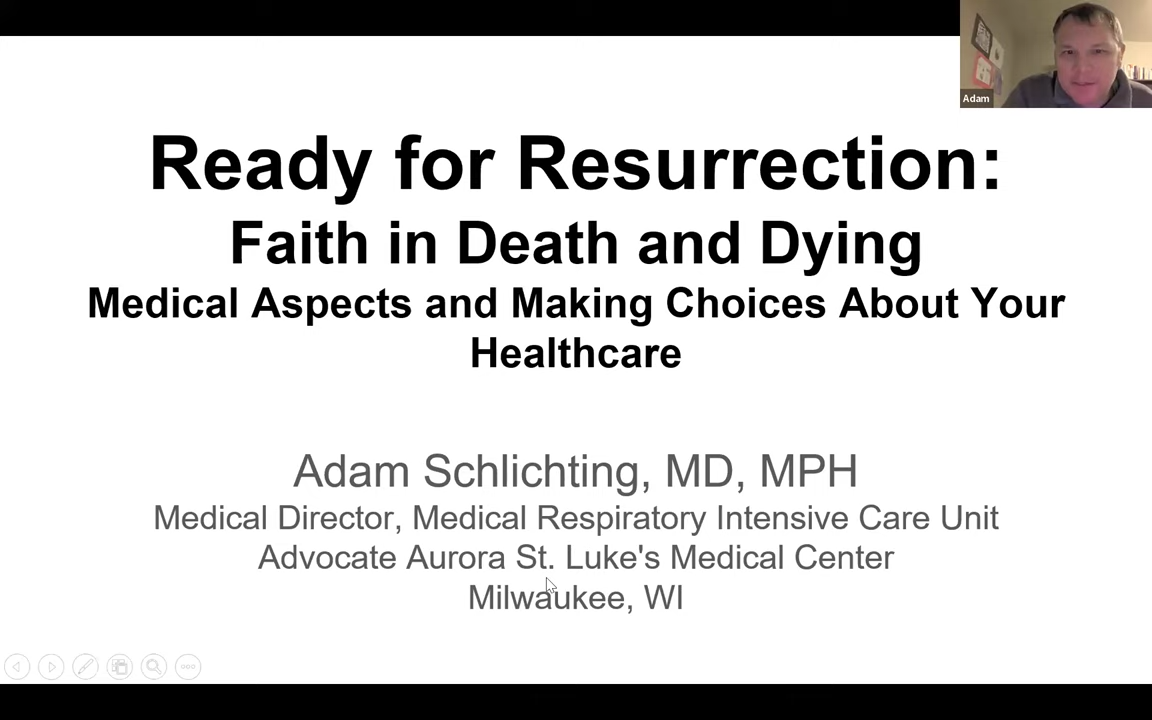 Adam
Ready for Resurrection:
Faith in Death and Dying
Medical Aspects and Making Choices About Your
Healthcare
Adam Schlichting, MD, MPH
Medical Director, Medical Respiratory Intensive Care Unit
Advocate Aurora St. Luke's Medical Center
Milwaukee, WI